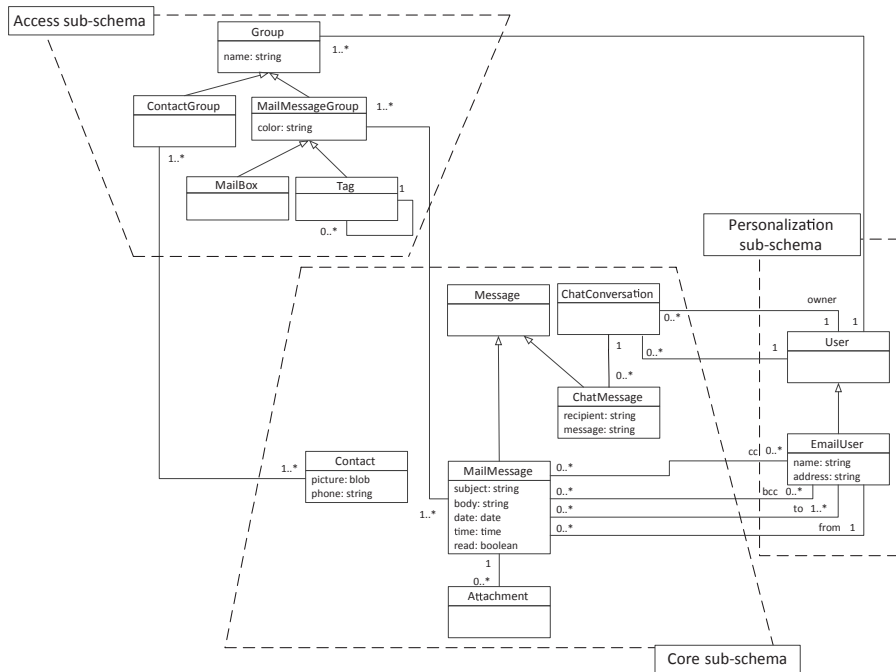 Access sub-schema
Group
name: string
1..*
ContactGroup
MailMessageGroup
color: string
1..*
1..*
MailBox
Tag
1
0..*
Personalization
sub-schema
Message
ChatConversation
owner
0..*
1
1
User
1
0..*
1
0..*
ChatMessage
recipient: string
message: string
EmailUser
name: string
address: string
Contact
picture: blob
phone: string
1..*
MailMessage
subject: string
body: string
date: date
time: time
read: boolean
1..*
0..*
cc 0..*
0..*
bcc 0..*
0..*
to 1..*
0..*
from 1
1
0..*
Attachment
Core sub-schema